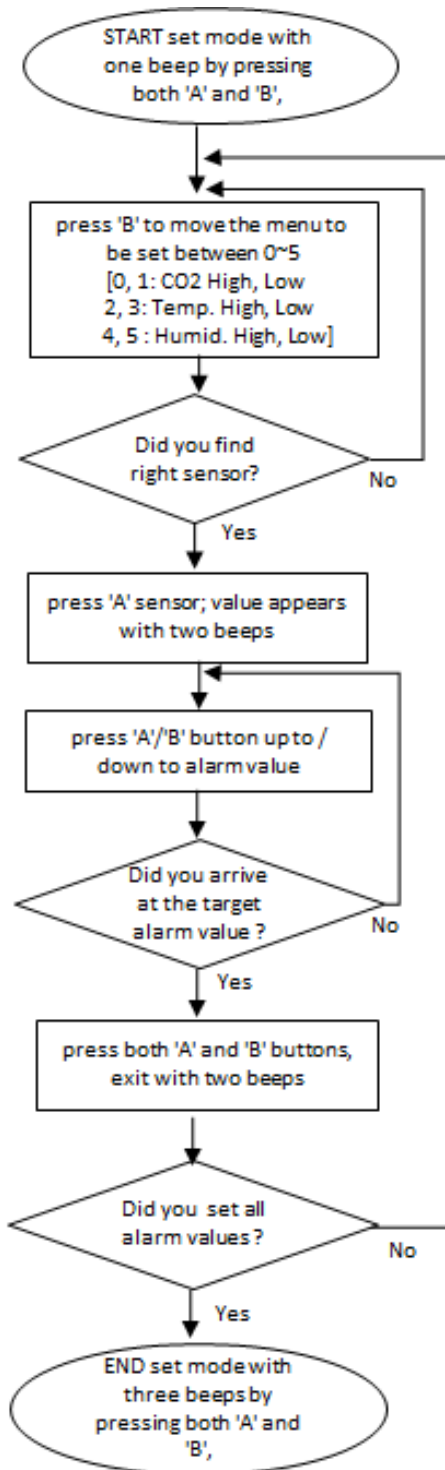 START set mode with
one beep by pressing
both 'A' and 'B',
press 'B' to move the menu to
be set between 0~5
[0, 1: CO2 High, Low
2, 3: Temp. High, Low
4, 5 : Humid. High, Low]
Did you find
right sensor?
No
Yes
press 'A' sensor; value appears
with two beeps
press 'A'/'B' button up to /
down to alarm value
Did you arrive
at the target
alarm value ?
No
Yes
press both 'A' and 'B' buttons,
exit with two beeps
Did you set all
alarm values ?
No
Yes
END set mode with
three beeps by
pressing both 'A' and
'B',